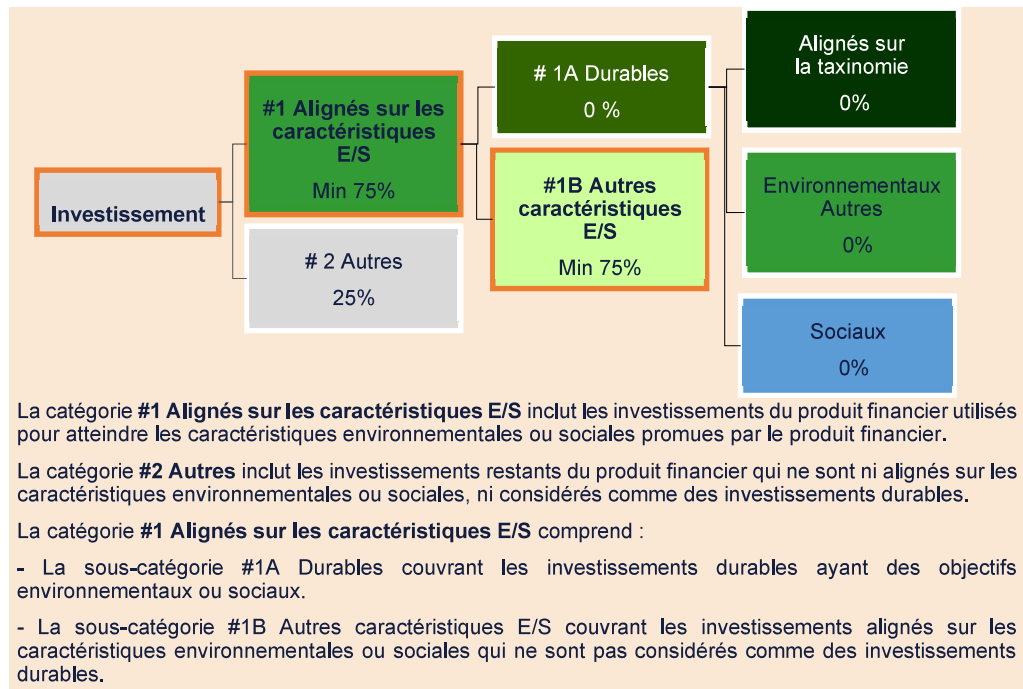 Investissement
#1 Alignés sur les
caractéristiques
E/S
Min 75%
# 2 Autres
25%
# 1A Durables
0 %
#1B Autres
caractéristiques
E/S
Min 75%
Alignés sur
la taxinomie
0%
Environnementaux
Autres
0%
Sociaux
0%
La catégorie #1 Alignés sur les caractéristiques E/S inclut les investissements du produit financier utilisés
pour atteindre les caractéristiques environnementales ou sociales promues par le produit financier.
La catégorie #2 Autres inclut les investissements restants du produit financier qui ne sont ni alignés sur les
caractéristiques environnementales ou sociales, ni considérés comme des investissements durables.
La catégorie #1 Alignés sur les caractéristiques E/S comprend :
- La sous-catégorie #1A Durables couvrant les investissements durables ayant des objectifs
environnementaux ou sociaux.
- La sous-catégorie #1B Autres caractéristiques E/S couvrant les investissements alignés sur les
caractéristiques environnementales ou sociales qui ne sont pas considérés comme des investissements
durables.